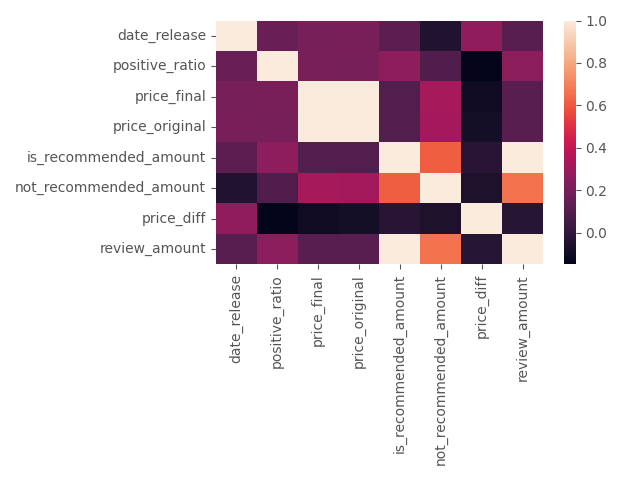 date_release
positive_ratio
price_final
price_original
is_recommended_amount
not_recommended_amount
price_diff
review_amount
1.0
0.8
0.6
0.4
0.2
0.0
date_release
positive_ratio
price_final
price_original
is_recommended_amount
not_recommended_amount
price_diff
review_amount